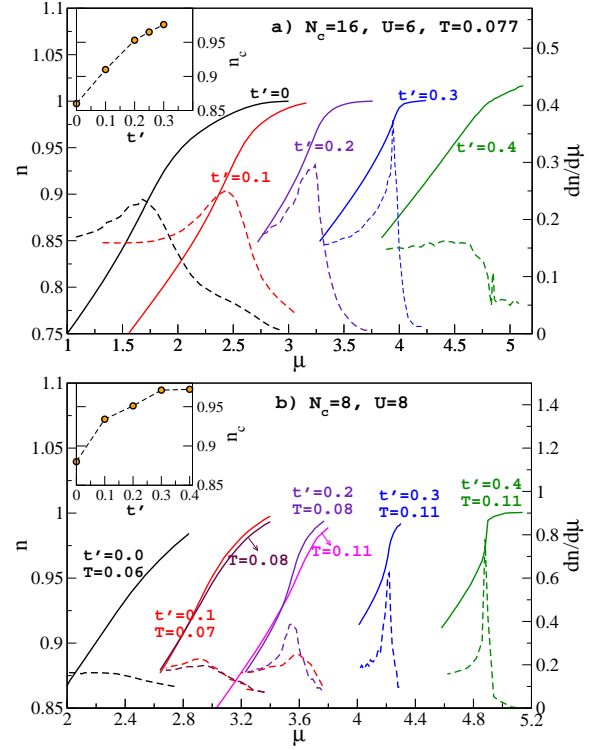 a) N_c=16, U=6, T=0.077
1.1
1.05
1
0.95
0.9
0.85
0.8
0.75
n
0.5
0.4
0.3
0.2
0.1
0
dn/dμ
1
1.5
2
2.5
3
3.5
4
4.5
5
μ
0.95
0.9
0.85
n_c
0
0.1
0.2
0.3
t'
t'=0
t'=0.1
t'=0.2
t'=0.3
t'=0.4
b) N_c=8, U=8
1.1
1.05
1
0.95
0.9
0.85
n
1.4
1.2
1
0.8
0.6
0.4
0.2
0
dn/dμ
2
2.4
2.8
3.2
3.6
4
4.4
4.8
5.2
μ
0.97
0.93
0.89
0.85
n_c
0
0.1
0.2
0.3
0.4
t'
t'=0.0
T=0.06
t'=0.1
T=0.07
T=0.08
t'=0.2
T=0.08
T=0.11
t'=0.3
T=0.11
t'=0.4
T=0.11